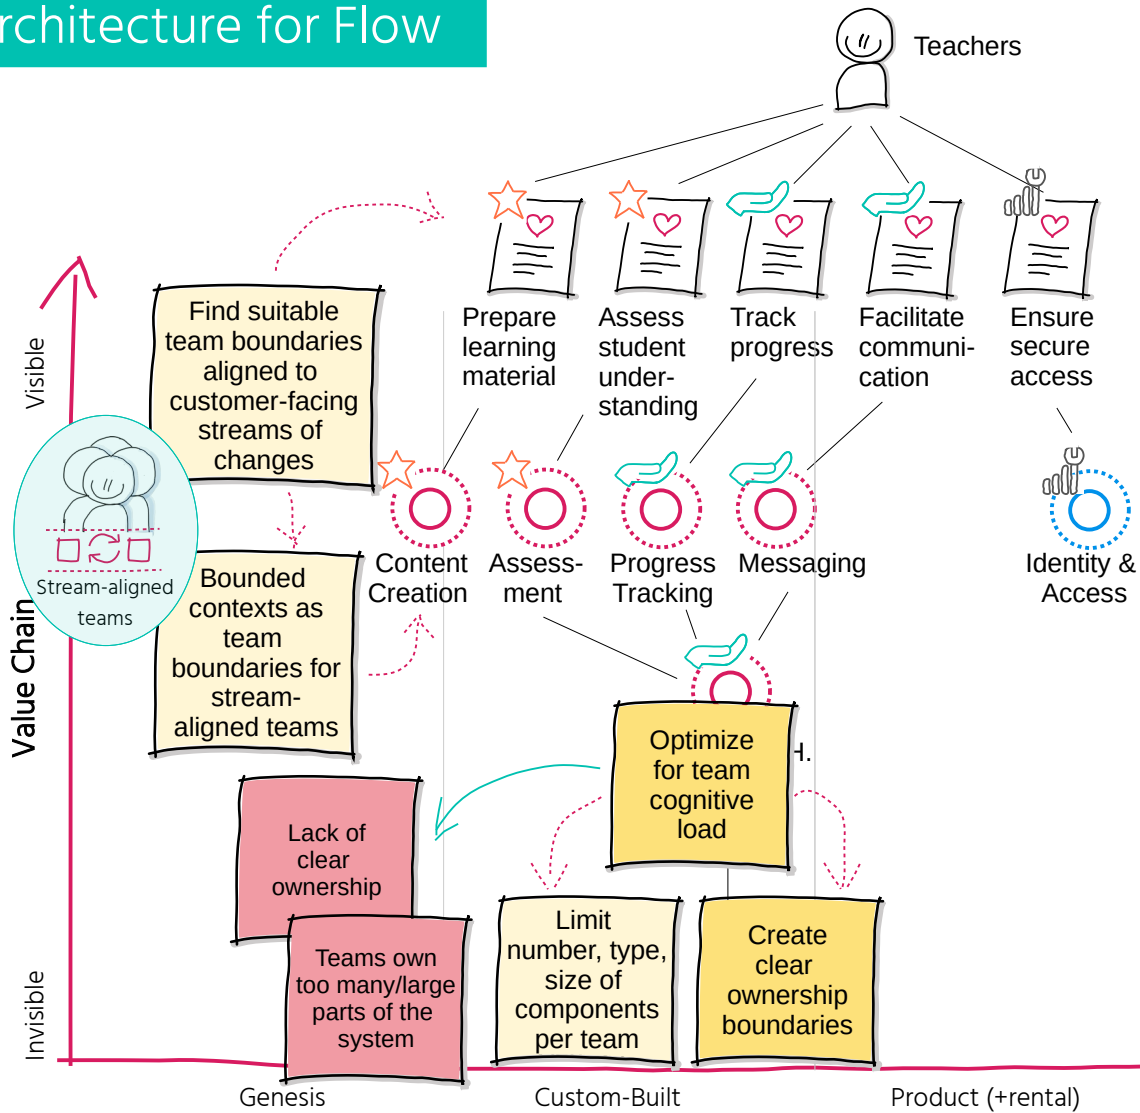 rchitecture for Flow
Teachers
Prepare
learning
material
Assess
student
under-
standing
Track
progress
Facilitate
communi-
cation
Ensure
secure
access
Find suitable
team boundaries
aligned to
customer-facing
streams of
changes
Visible
Stream-aligned
teams
Value Chain
Content
Creation
Assess-
ment
Progress
Tracking
Messaging
Identity &
Access
Bounded
contexts as
team
boundaries for
stream-
aligned teams
Optimize
for team
cognitive
load
Lack of
clear
ownership
Teams own
too many/large
parts of the
system
Limit
number, type,
size of
components
per team
Create
clear
ownership
boundaries
Invisible
Genesis
Custom-Built
Product (+rental)